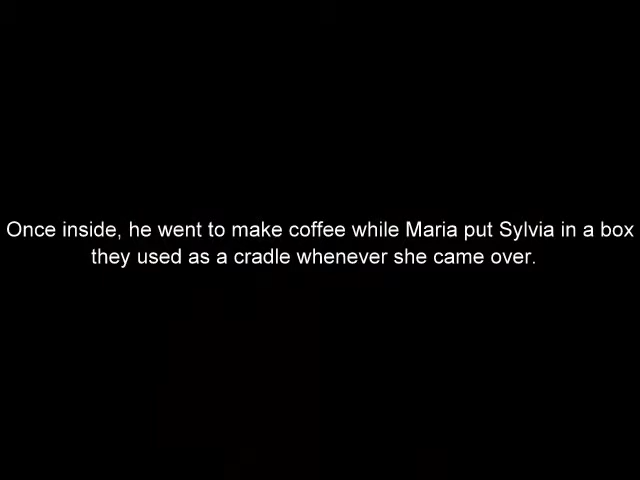 Once inside, he went to make coffee while Maria put Sylvia in a box
they used as a cradle whenever she came over.